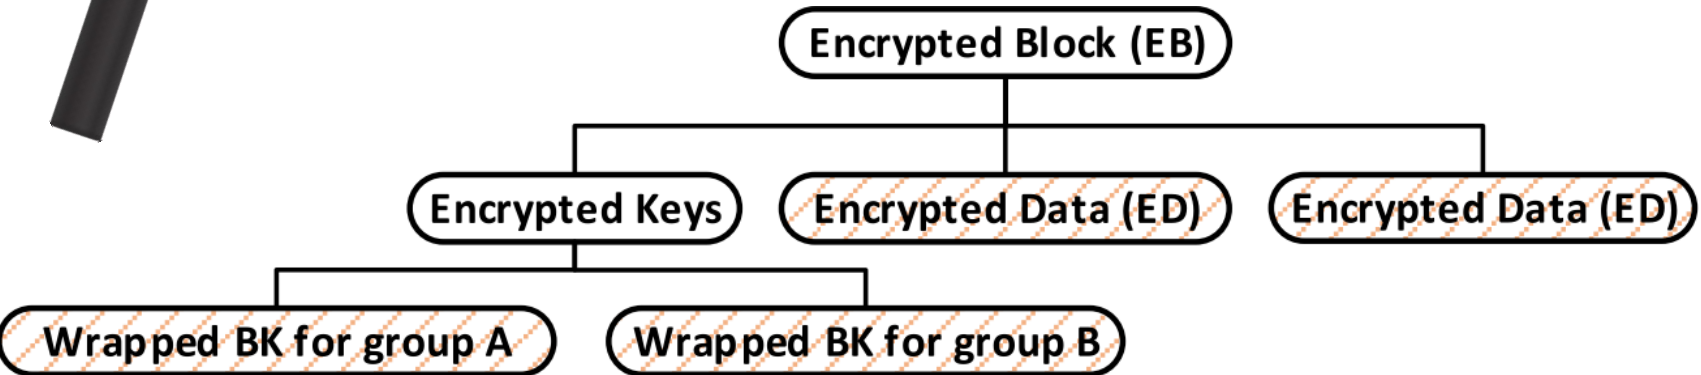 Encrypted Block (EB)
Encrypted Keys
Encrypted Data (ED)
Encrypted Data (ED)
Wrapped BK for group A
Wrapped BK for group B